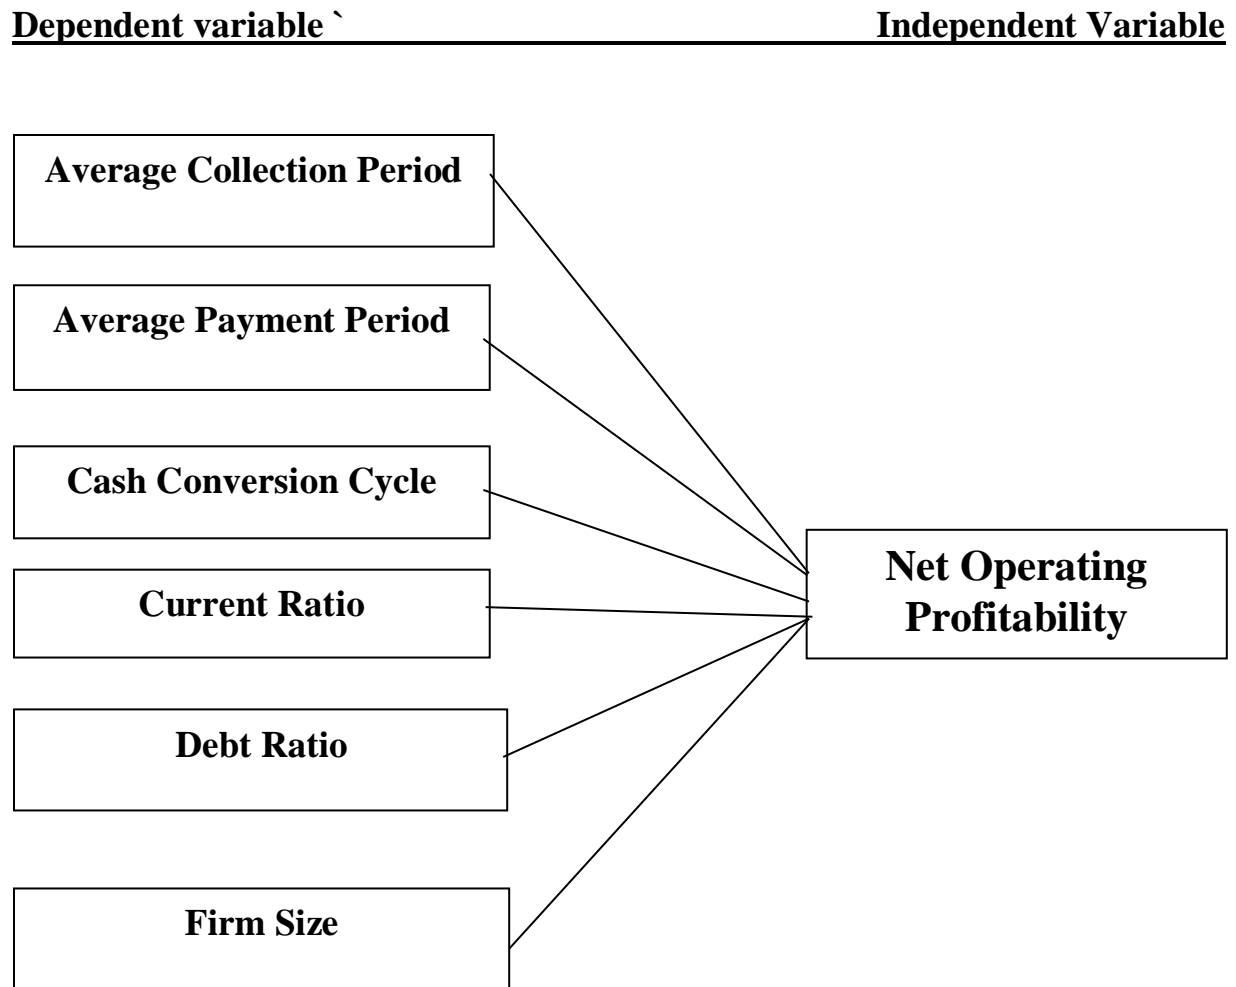 Dependent variable ` Independent Variable
Average Collection Period
Average Payment Period
Cash Conversion Cycle
Current Ratio
Net Operating
Profitability
Debt Ratio
Firm Size